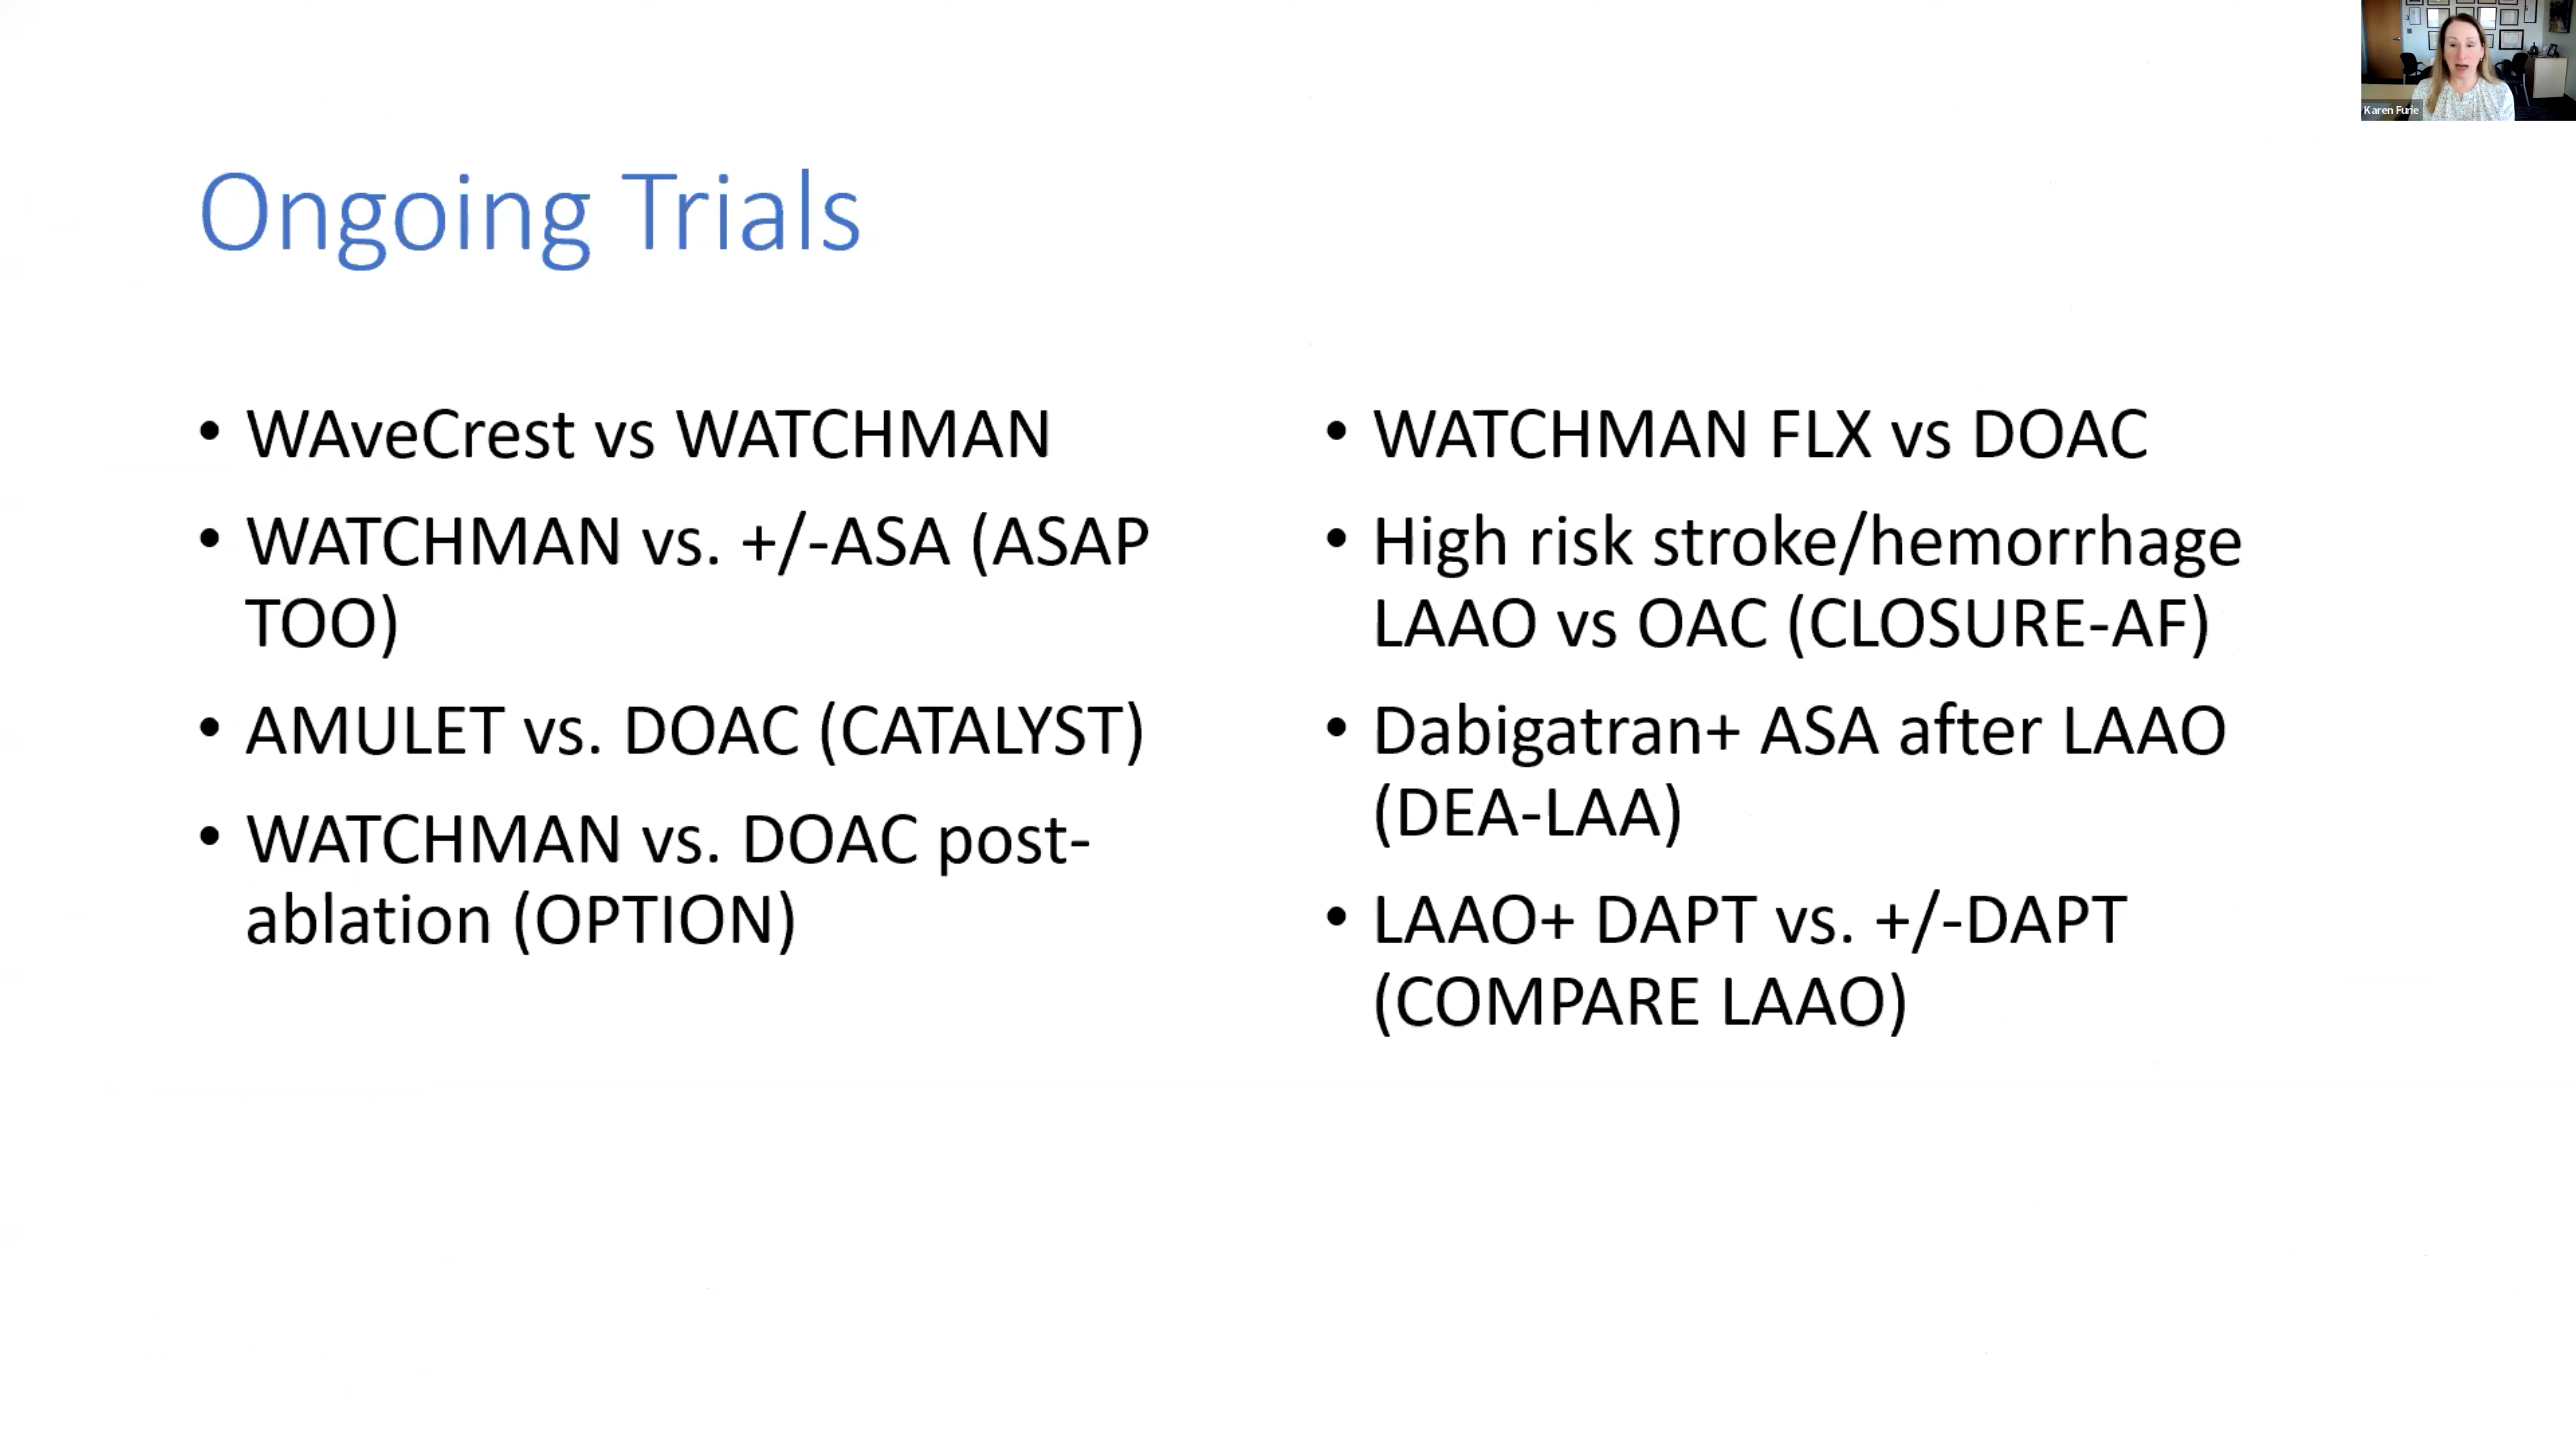 Karen Furie
Ongoing Trials
• WAveCrest vs WATCHMAN
• WATCHMAN vs. +/-ASA (ASAP
TOO)
• AMULET vs. DOAC (CATALYST)
• WATCHMAN vs. DOAC post-
ablation (OPTION)
• WATCHMAN FLX vs DOAC
• High risk stroke/hemorrhage
LAAO vs OAC (CLOSURE-AF)
• Dabigatran+ ASA after LAAO
(DEA-LAA)
• LAAO+ DAPT vs. +/-DAPT
(COMPARE LAAO)